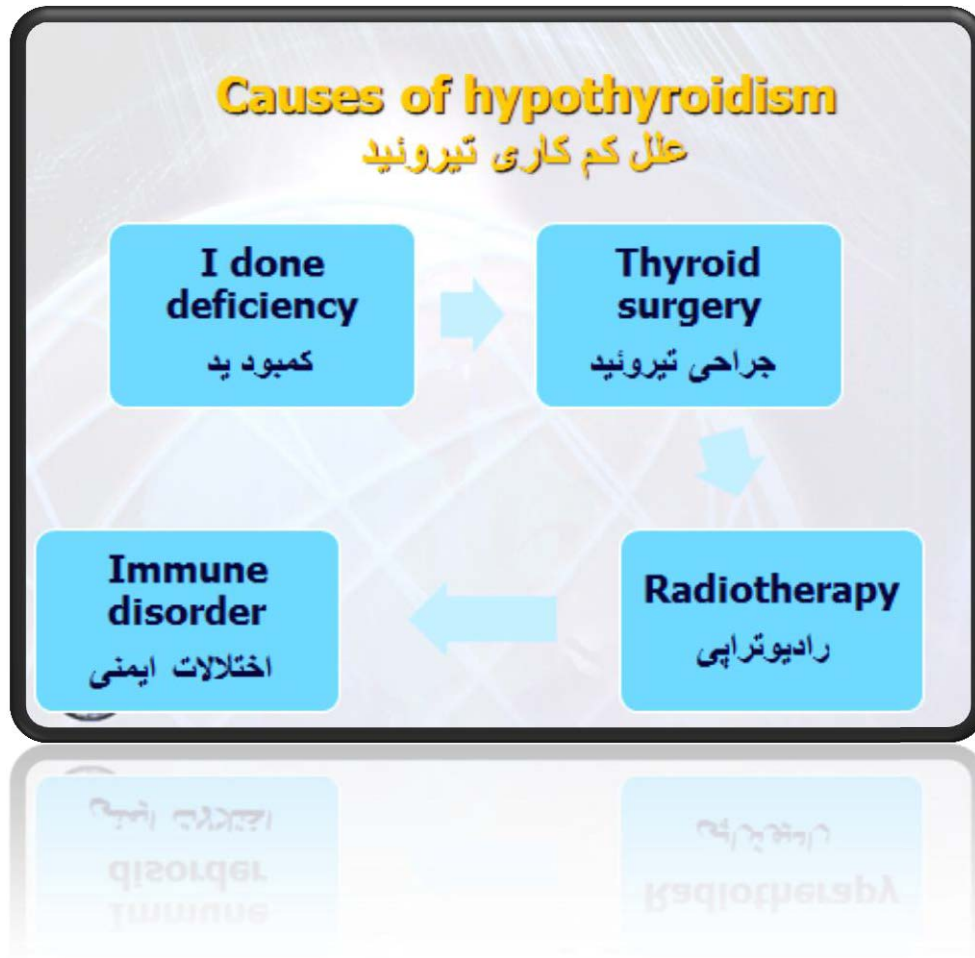 Causes of hypothyroidism
علل کم کاری تیروئید
I done
deficiency
کمبود ید
Thyroid
surgery
جراحی تیروئید
Radiotherapy
رادیوتراپی
Immune
disorder
اختلالات ایمنی